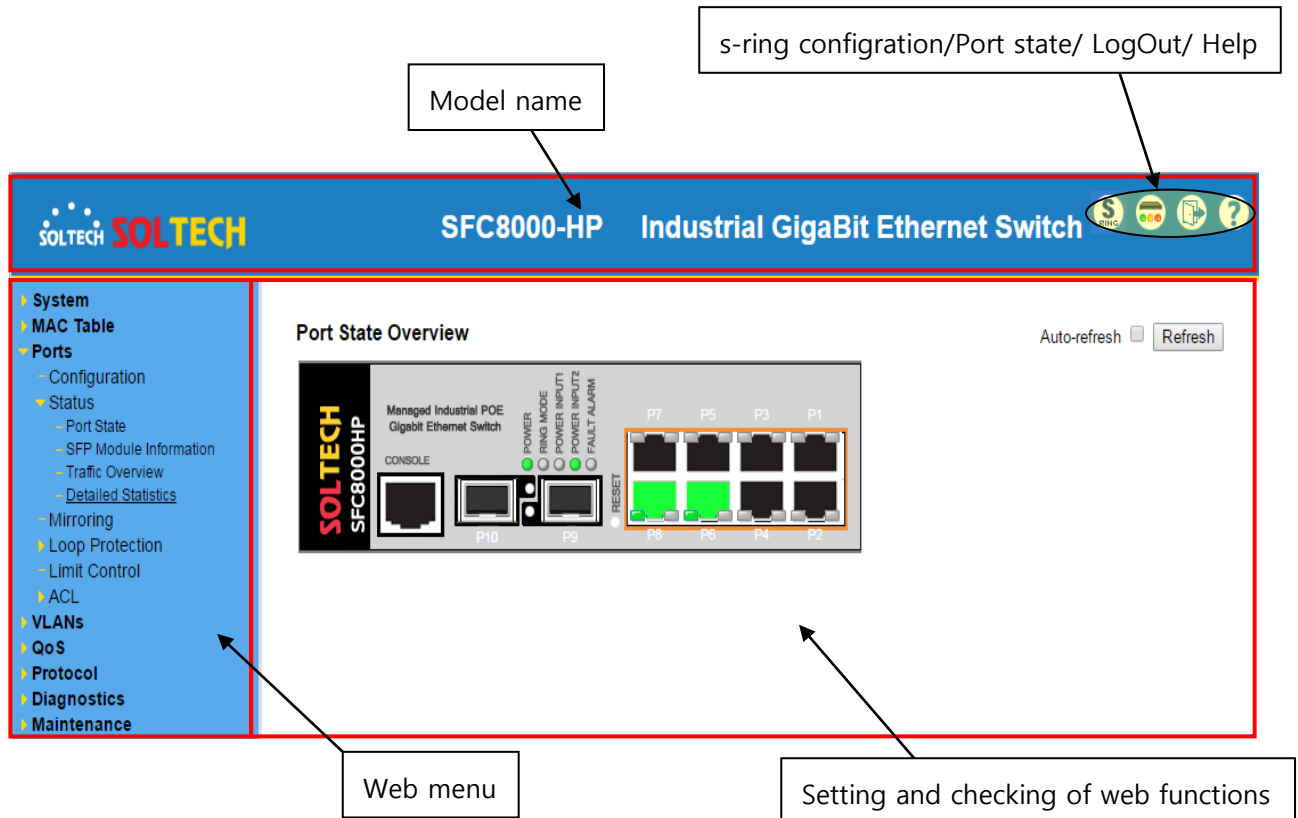 s-ring configration/Port state/ LogOut/ Help
Model name
SOLTECH SOLTECH
SFC8000-HP Industrial GigaBit Ethernet Switch
S
RING
?
System
MAC Table
Ports
Configuration
Status
Port State
SFP Module Information
Traffic Overview
Detailed Statistics
Mirroring
Loop Protection
Limit Control
ACL
VLANs
QoS
Protocol
Diagnostics
Maintenance
Port State Overview
Auto-refresh
Refresh
SOLTECH
SFC8000HP
Managed Industrial POE
Gigabit Ethernet Switch
CONSOLE
POWER
RING MODE
POWER INPUT1
POWER INPUT2
FAULT ALARM
RESET
P10 P9
P7 P5 P3 P1
P8 P6 P4 P2
Web menu
Setting and checking of web functions